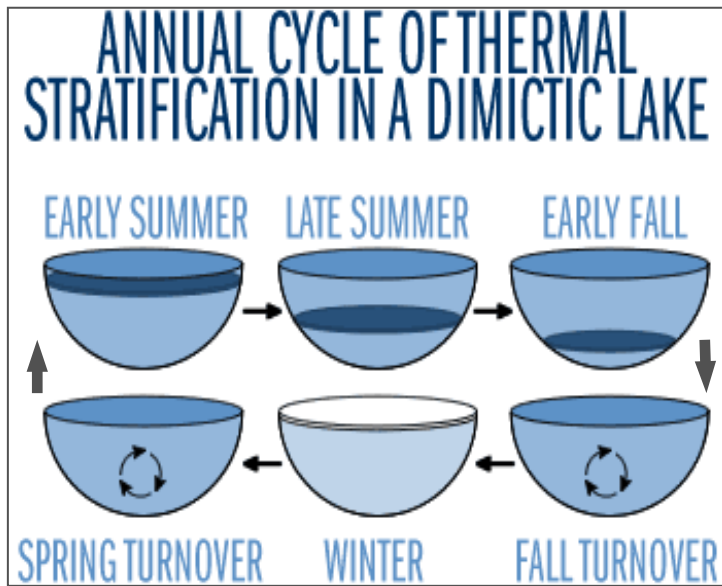 ANNUAL CYCLE OF THERMAL
STRATIFICATION IN A DIMICTIC LAKE
EARLY SUMMER
LATE SUMMER
EARLY FALL
SPRING TURNOVER
WINTER
FALL TURNOVER